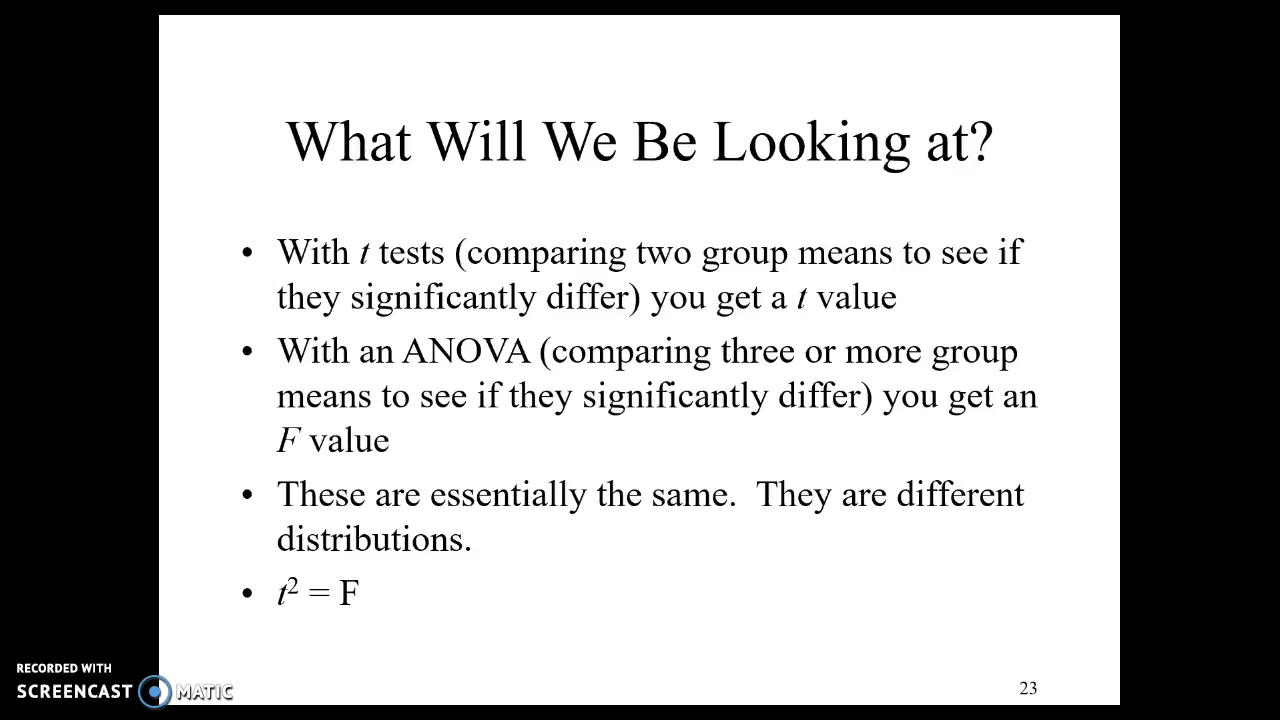 What Will We Be Looking at?
• With t tests (comparing two group means to see if
they significantly differ) you get a t value
• With an ANOVA (comparing three or more group
means to see if they significantly differ) you get an
F value
• These are essentially the same.  They are different
distributions.
• t² = F
RECORDED WITH
SCREENCAST MATIC
23